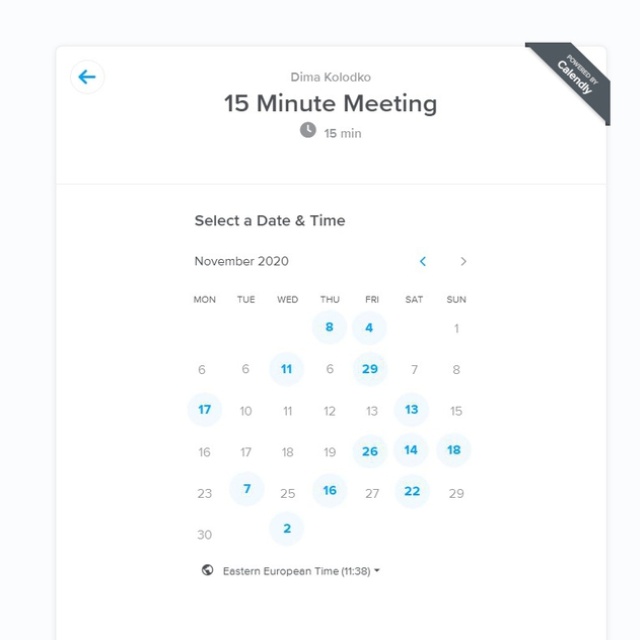 POWERED BY
Calendly
Dima Kolodko
15 Minute Meeting
15 min
Select a Date & Time
November 2020 < >
MON TUE WED THU FRI SAT SUN
8 4 1
6 6 11 6 29 7 8
17 10 11 12 13 13 15
16 17 18 19 26 14 18
23 7 25 16 27 22 29
30 2
Eastern European Time (11:38)